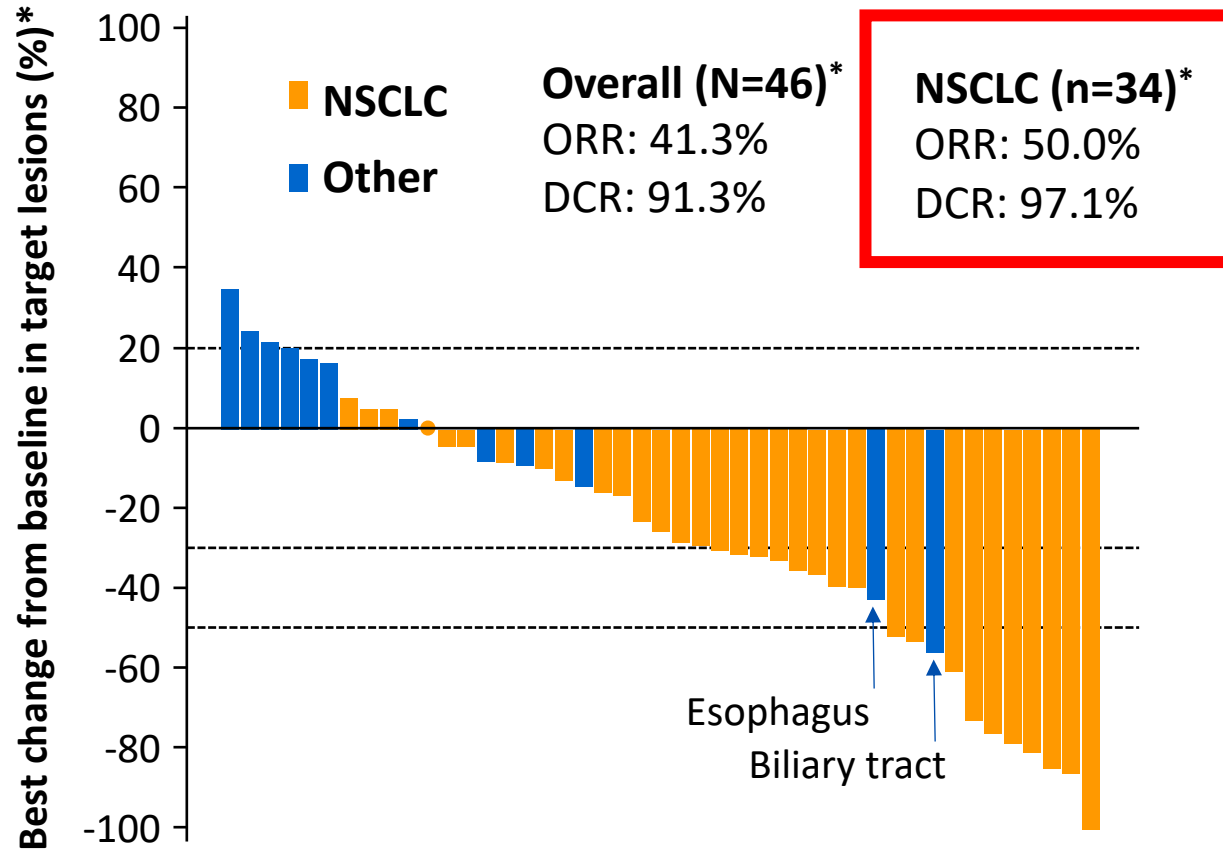 Best change from baseline in target lesions (%)*
100
80
60
40
20
0
-20
-40
-60
-80
-100
NSCLC
Other
Overall (N=46)*
ORR: 41.3%
DCR: 91.3%
NSCLC (n=34)*
ORR: 50.0%
DCR: 97.1%
Esophagus
Biliary tract